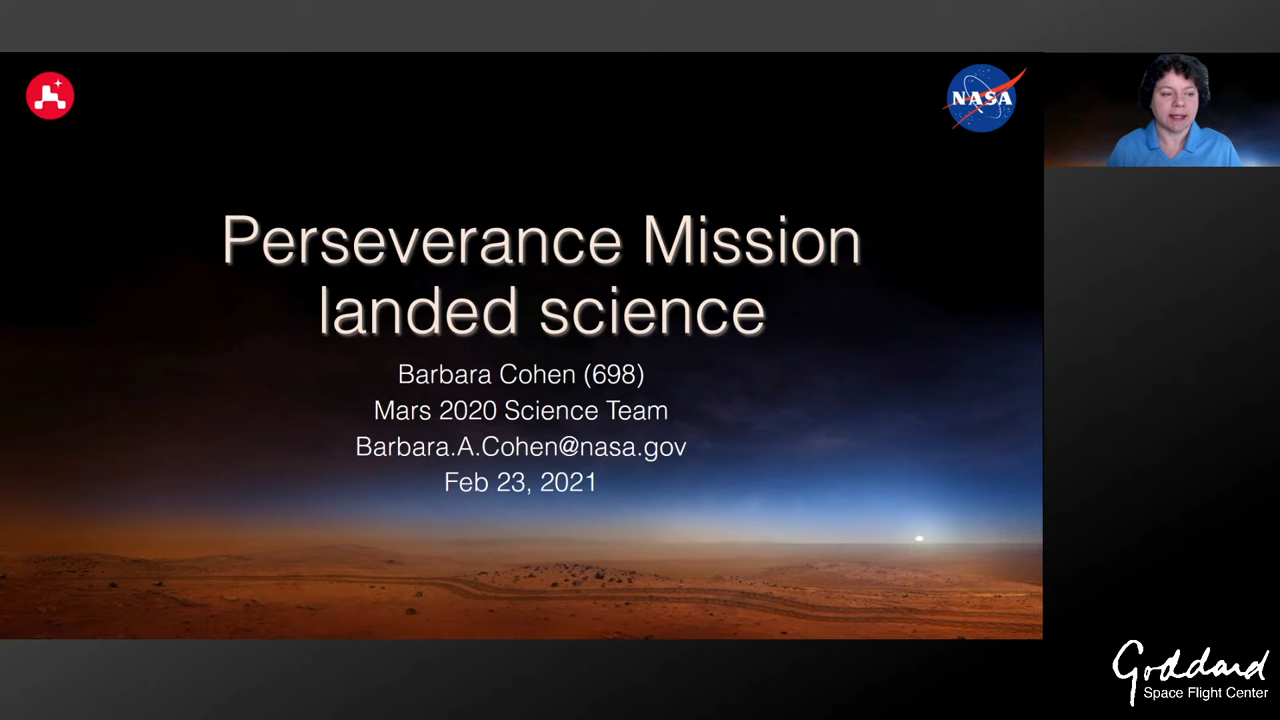 NASA
Perseverance Mission
landed science
Barbara Cohen (698)
Mars 2020 Science Team
Barbara.A.Cohen@nasa.gov
Feb 23, 2021
Goddard
Space Flight Center